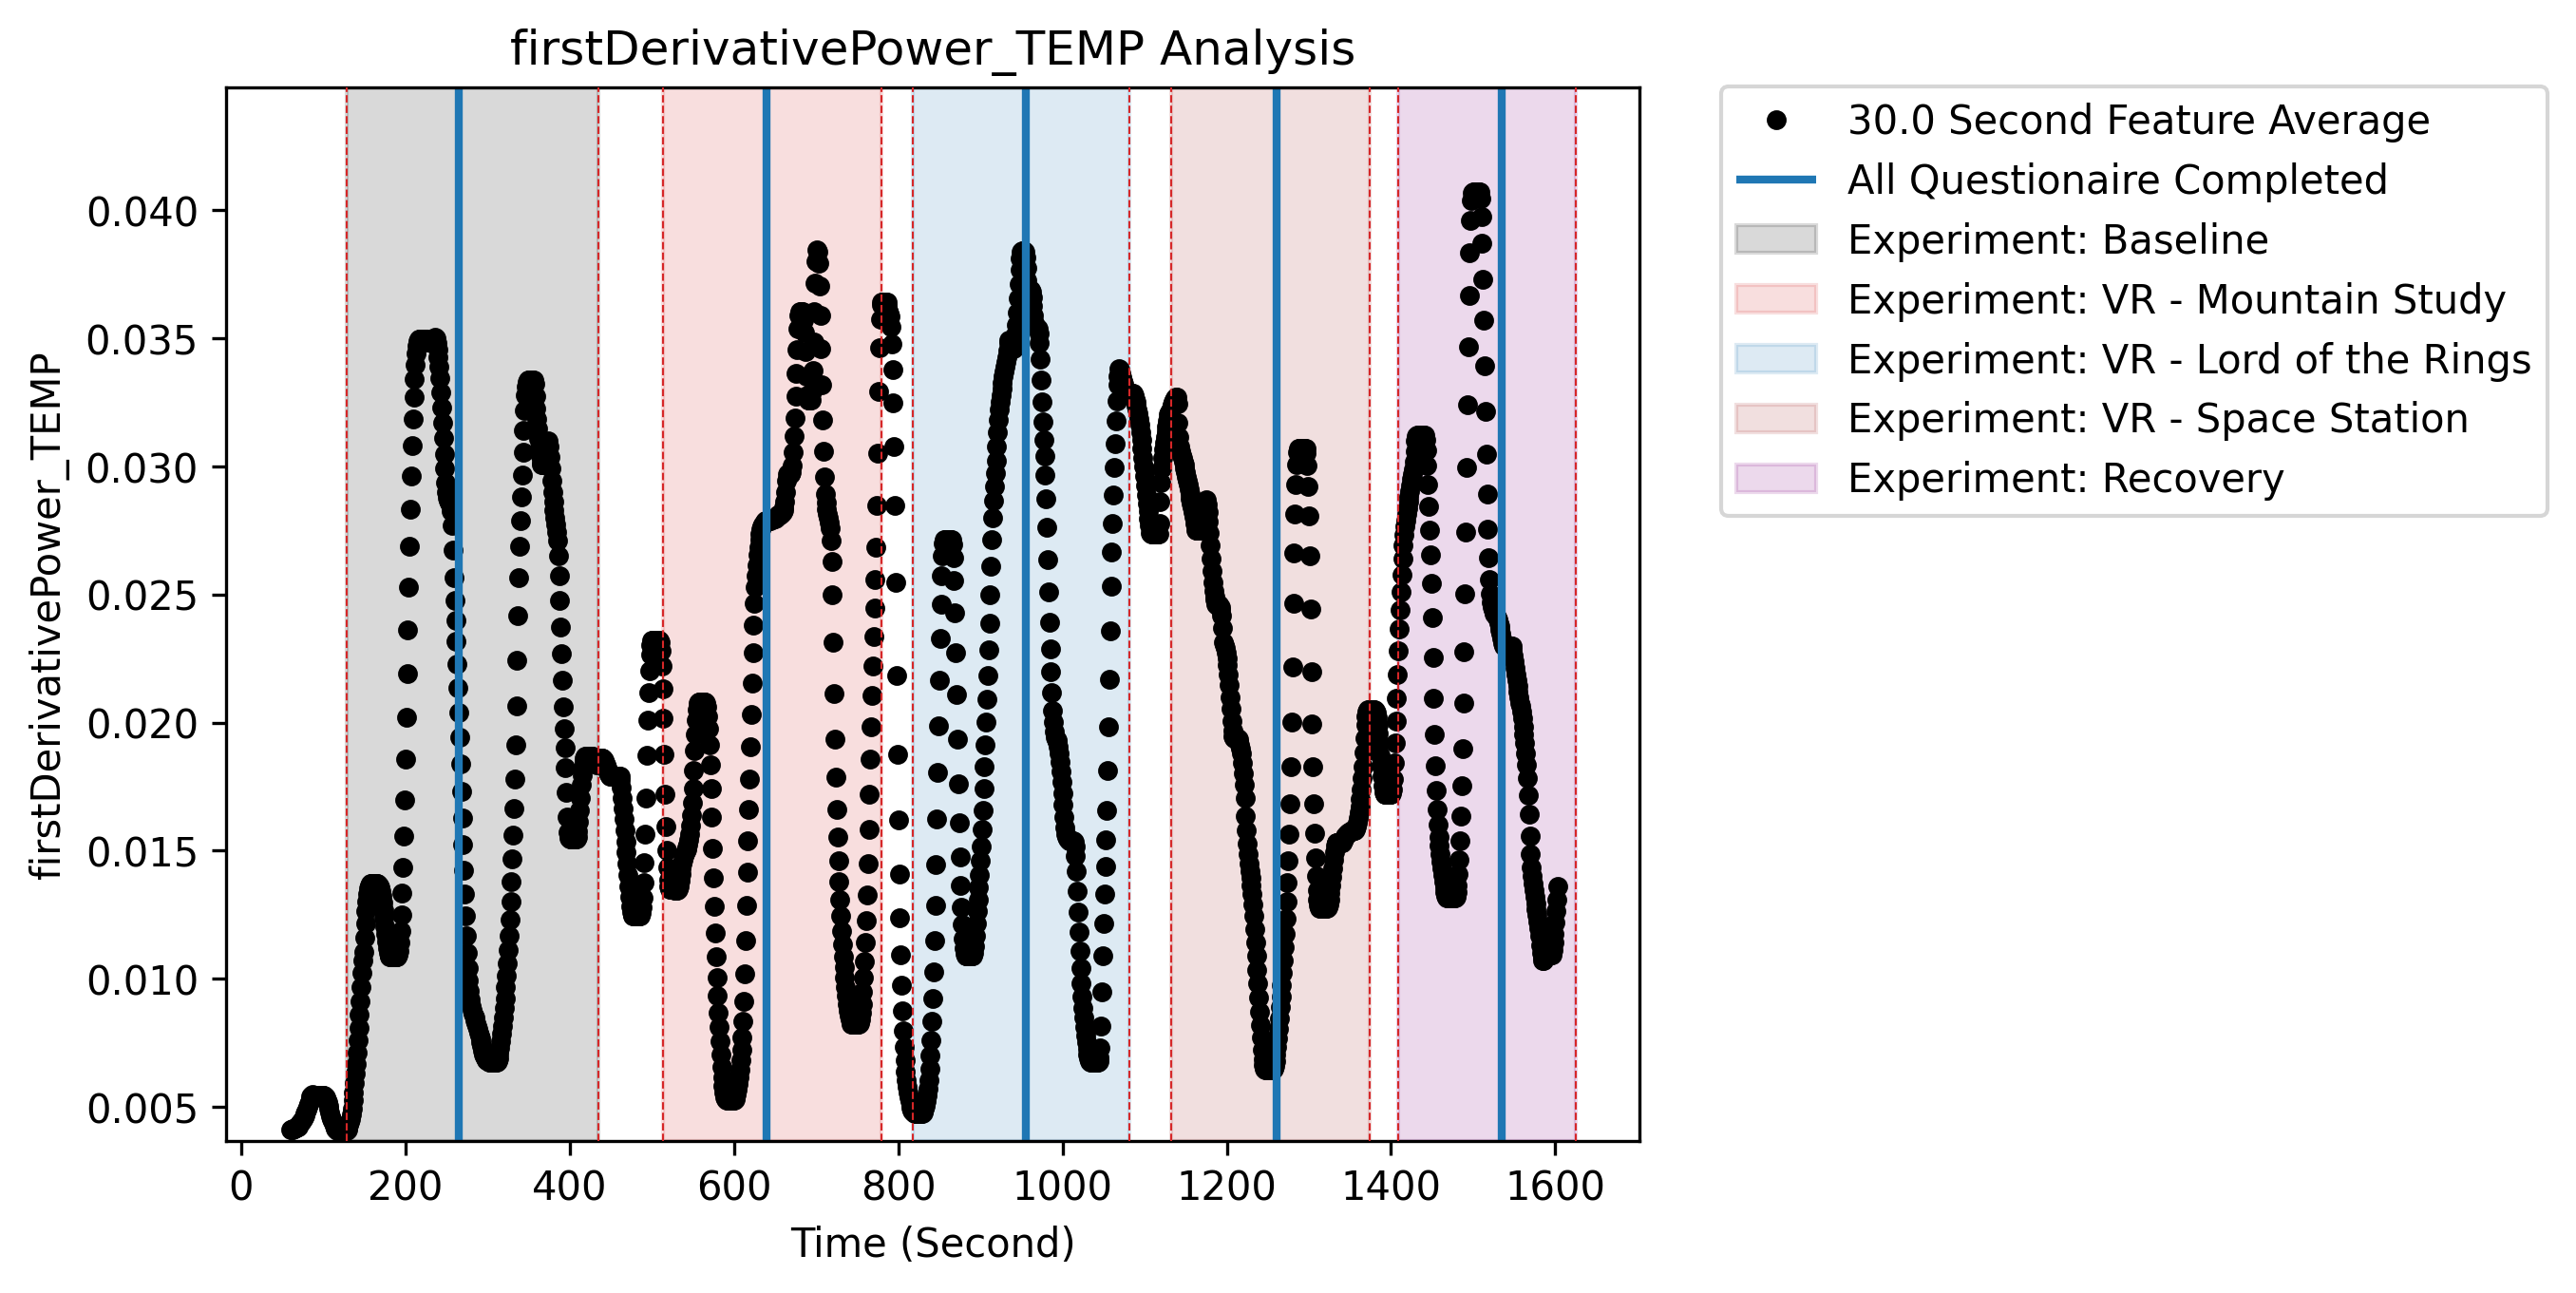 firstDerivativePower_TEMP Analysis
firstDerivativePower_TEMP
0.040
0.035
0.030
0.025
0.020
0.015
0.010
0.005
0 200 400 600 800 1000 1200 1400 1600
Time (Second)
30.0 Second Feature Average
All Questionaire Completed
Experiment: Baseline
Experiment: VR - Mountain Study
Experiment: VR - Lord of the Rings
Experiment: VR - Space Station
Experiment: Recovery